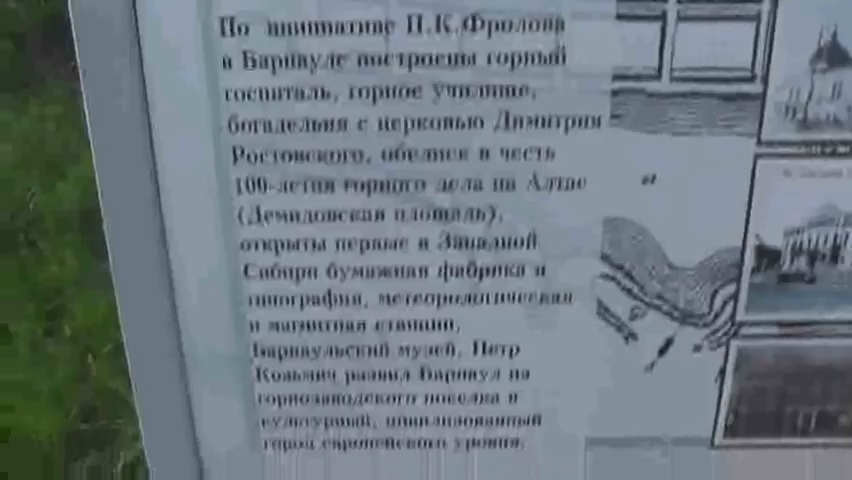 По инициативе П.К.Фролова
в Барнауле построены горный
госпиталь, горное училище,
богадельня с церковью Димитрия
Ростовского, обелиск в честь
100-летия горного дела на Алтае
(Демидовская площадь),
открыты первые в Западной
Сибири бумажная фабрика и
типография, метеорологическая
и магнитная станции,
Барнаульский музей. Петр
Козьмич развил Барнаул из
горнозаводского поселка в
культурный, цивилизованный
город европейского уровня.